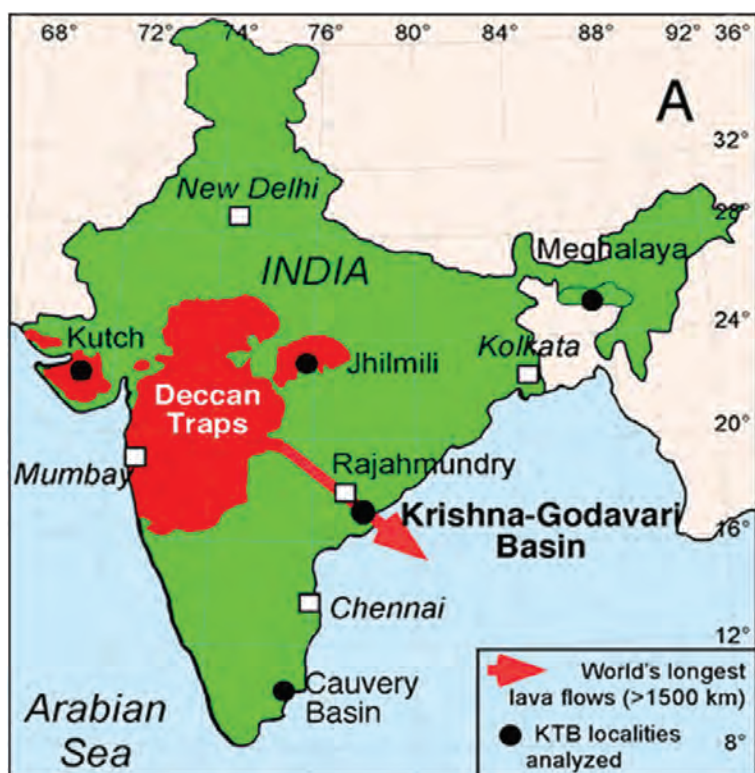 68° 72° 74° 76° 80° 84° 88° 92° 36°
A
32°
New Delhi
28°
Meghalaya
INDIA
24°
Kutch
Jhilmili
Kolkata
Deccan
Traps
20°
Mumbay
Rajahmundry
Krishna-Godavari
Basin
16°
Chennai
12°
World's longest
lava flows (>1500 km)
Cauvery
Basin
Arabian
Sea
KTB localities
analyzed
8°